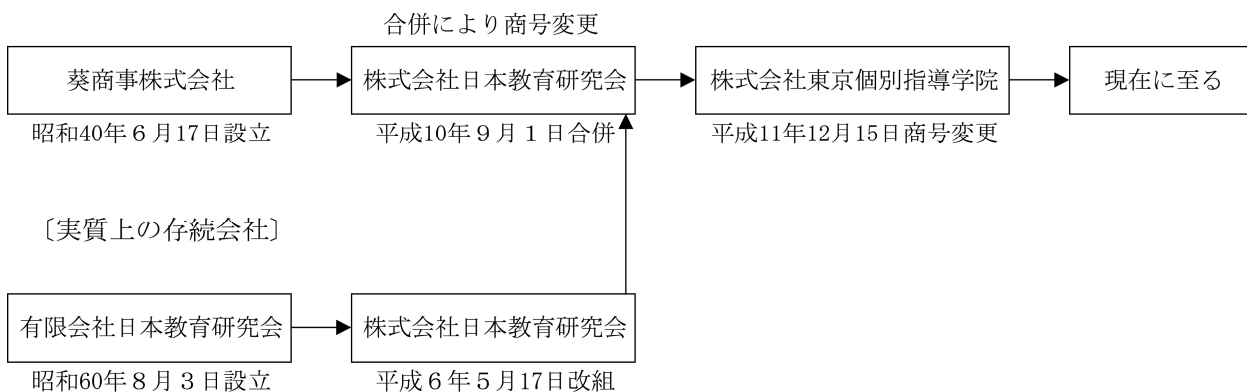 合併により商号変更
葵商事株式会社
株式会社日本教育研究会
株式会社東京個別指導学院
現在に至る
昭和40年６月17日設立
平成10年９月１日合併
平成11年12月15日商号変更
〔実質上の存続会社〕
有限会社日本教育研究会
株式会社日本教育研究会
昭和60年８月３日設立
平成６年５月17日改組